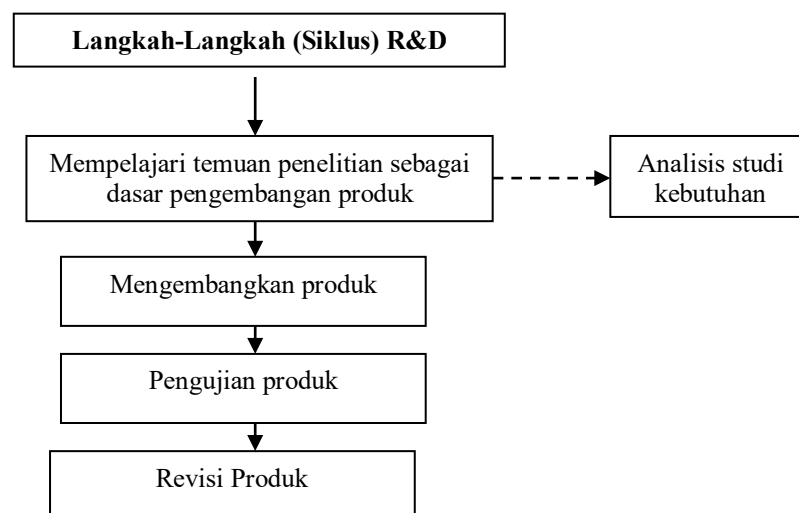 Langkah-Langkah (Siklus) R&D
Mempelajari temuan penelitian sebagai
dasar pengembangan produk
Analisis studi
kebutuhan
Mengembangkan produk
Pengujian produk
Revisi Produk